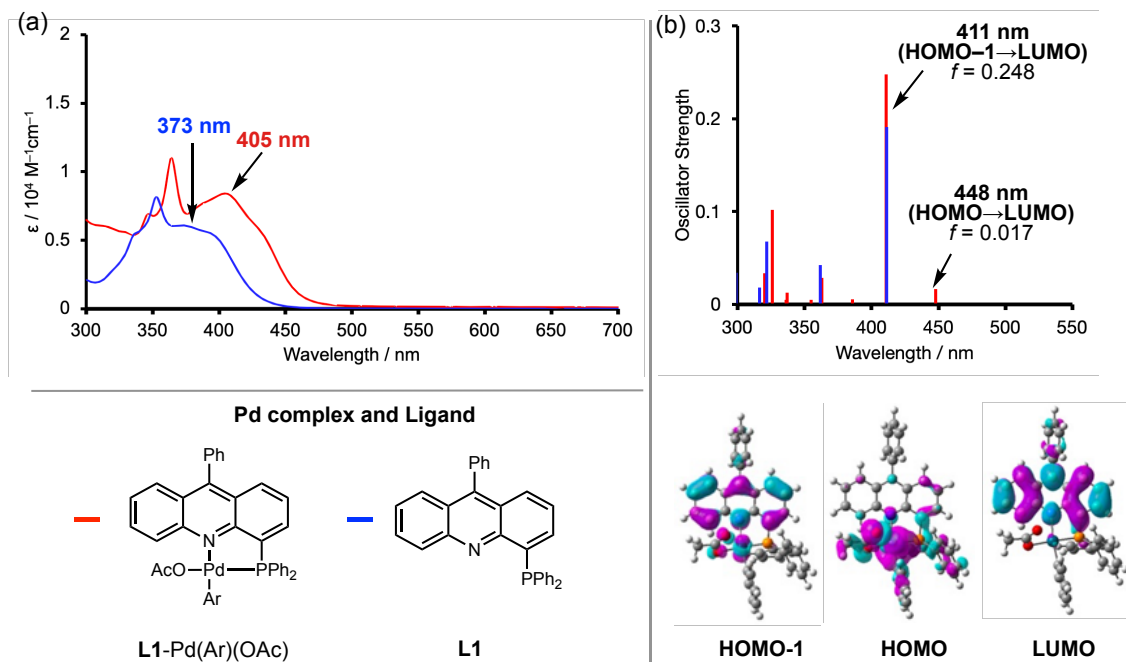 (a)
2
1.5
1
0.5
0
ε / 10⁴ M⁻¹cm⁻¹
373 nm
405 nm
300 350 400 450 500 550 600 650 700
Wavelength / nm
(b)
0.3
0.2
0.1
0
Oscillator Strength
411 nm
(HOMO–1→LUMO)
f = 0.248
448 nm
(HOMO→LUMO)
f = 0.017
300 350 400 450 500 550
Wavelength / nm
Pd complex and Ligand
Ph
N
AcO Pd PPh₂
Ar
L1-Pd(Ar)(OAc)
Ph
N
PPh₂
L1
HOMO-1 HOMO LUMO